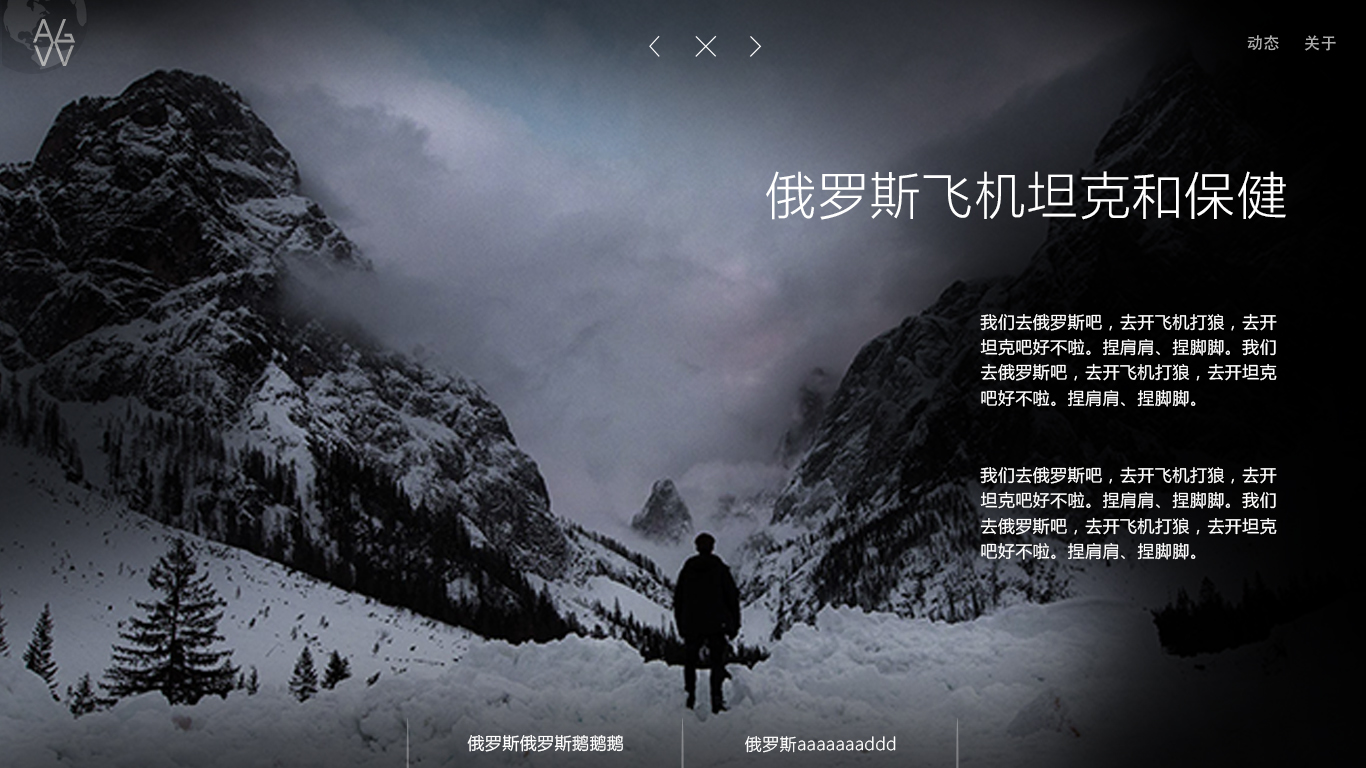 AG
W
动态 关于
俄罗斯飞机坦克和保健
我们去俄罗斯吧，去开飞机打狼，去开
坦克吧好不啦。捏肩肩、捏脚脚。我们
去俄罗斯吧，去开飞机打狼，去开坦克
吧好不啦。捏肩肩、捏脚脚。
我们去俄罗斯吧，去开飞机打狼，去开
坦克吧好不啦。捏肩肩、捏脚脚。我们
去俄罗斯吧，去开飞机打狼，去开坦克
吧好不啦。捏肩肩、捏脚脚。
俄罗斯俄罗斯鹅鹅鹅
俄罗斯aaaaaaaddd